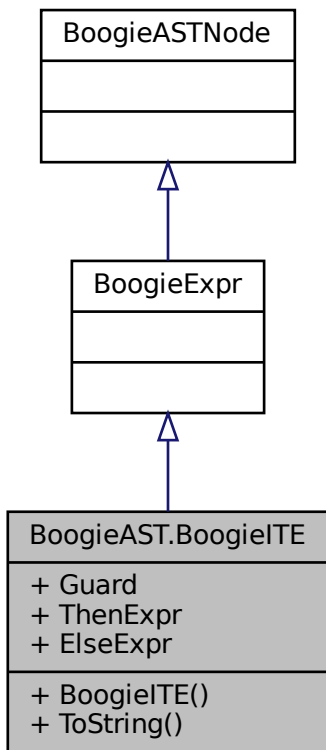 BoogieASTNode
BoogieExpr
BoogieAST.BoogieITE
+ Guard
+ ThenExpr
+ ElseExpr
+ BoogieITE()
+ ToString()